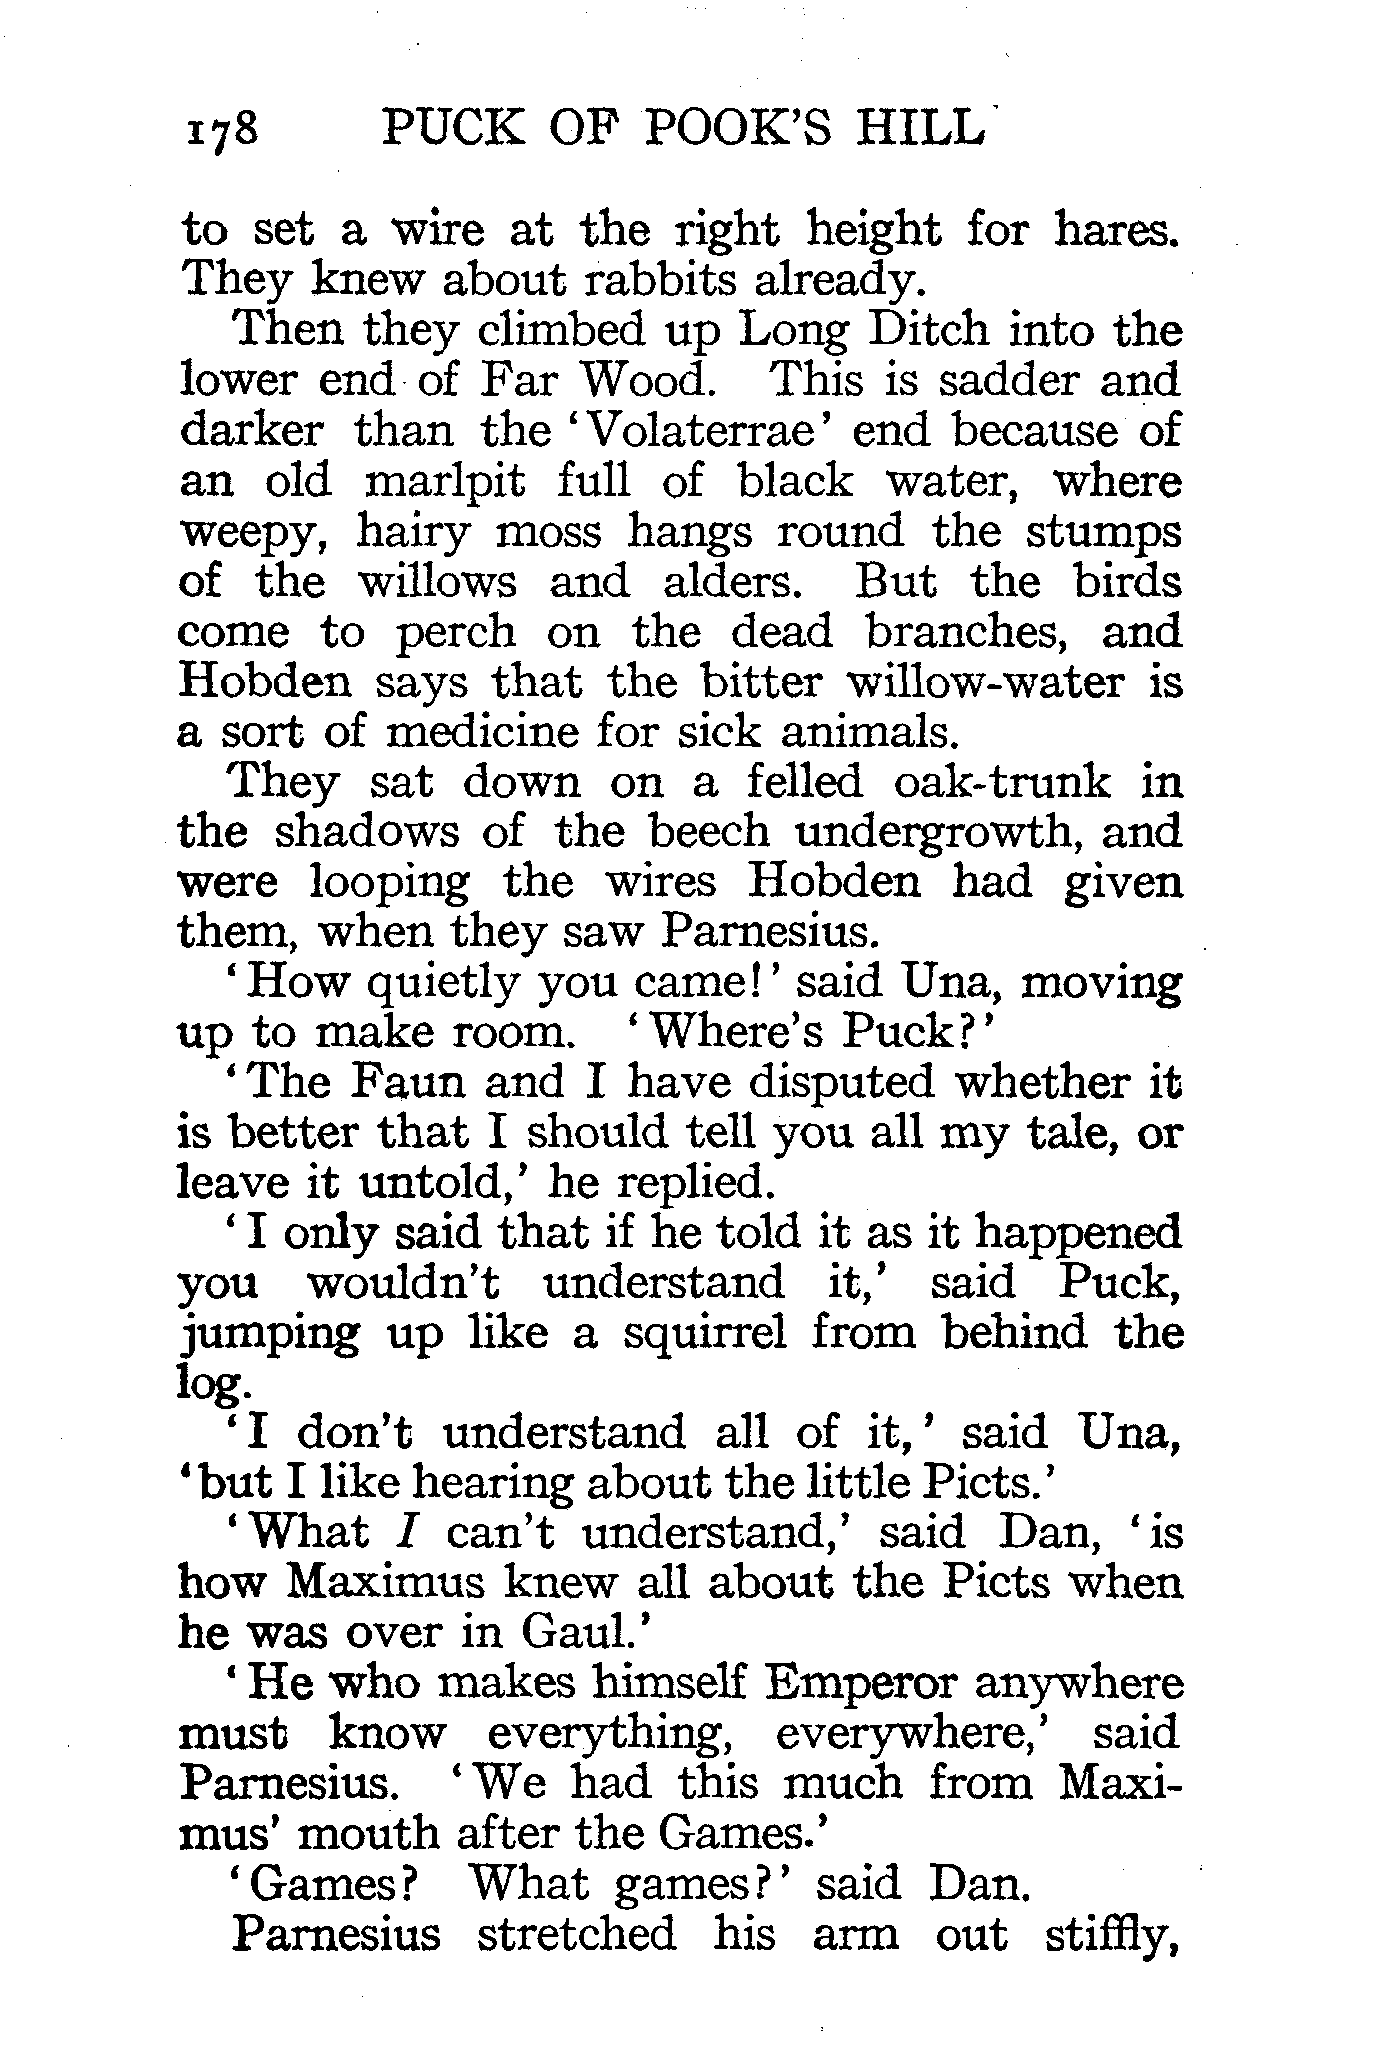 178 PUCK OF POOK'S HILL
to set a wire at the right height for hares.
They knew about rabbits already.
Then they climbed up Long Ditch into the
lower end of Far Wood. This is sadder and
darker than the ‘Volaterrae’ end because of
an old marlpit full of black water, where
weepy, hairy moss hangs round the stumps
of the willows and alders. But the birds
come to perch on the dead branches, and
Hobden says that the bitter willow-water is
a sort of medicine for sick animals.
They sat down on a felled oak-trunk in
the shadows of the beech undergrowth, and
were looping the wires Hobden had given
them, when they saw Parnesius.
‘How quietly you came!’ said Una, moving
up to make room. ‘Where's Puck?’
‘The Faun and I have disputed whether it
is better that I should tell you all my tale, or
leave it untold,’ he replied.
‘I only said that if he told it as it happened
you wouldn't understand it,’ said Puck,
jumping up like a squirrel from behind the
log.
‘I don't understand all of it,’ said Una,
‘but I like hearing about the little Picts.’
‘What I can't understand,’ said Dan, ‘is
how Maximus knew all about the Picts when
he was over in Gaul.’
‘He who makes himself Emperor anywhere
must know everything, everywhere,’ said
Parnesius. ‘We had this much from Maxi-
mus' mouth after the Games.’
‘Games? What games?’ said Dan.
Parnesius stretched his arm out stiffly,